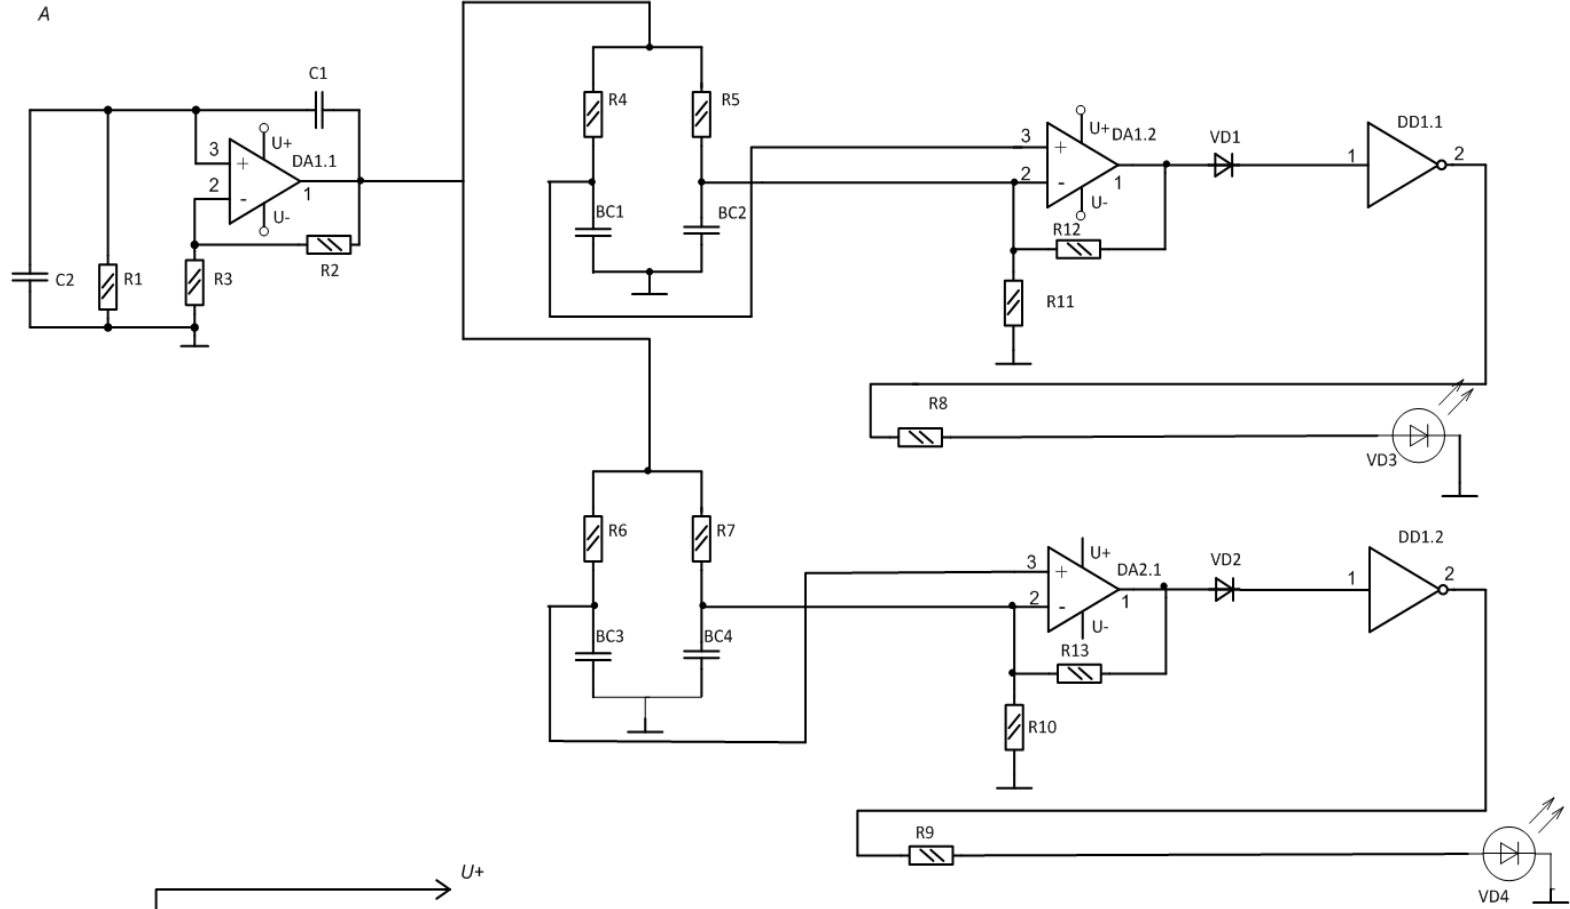 A
C1
R4
R5
U+
DA1.2
VD1
DD1.1
3
+
U+
DA1.1
3
+
1
2
2
-
1
2
-
1
U-
U-
BC1
BC2
R12
R2
C2
R1
R3
R11
R8
VD3
R6
R7
U+
DA2.1
VD2
DD1.2
3
+
1
2
2
-
1
U-
BC3
BC4
R13
R10
R9
U+
VD4